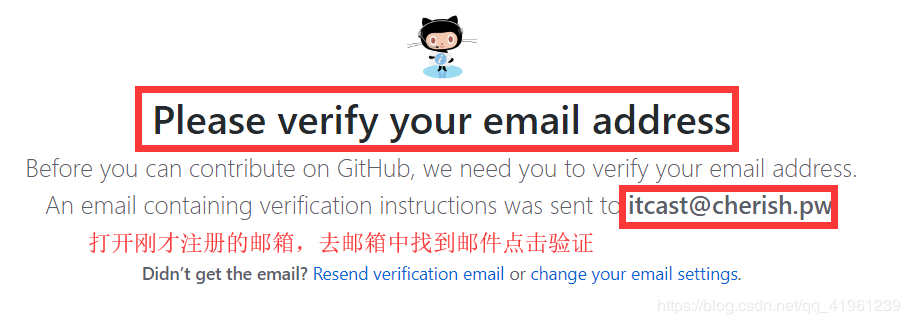 Please verify your email address
Before you can contribute on GitHub, we need you to verify your email address.
An email containing verification instructions was sent to itcast@cherish.pw
打开刚才注册的邮箱，去邮箱中找到邮件点击验证
Didn’t get the email? Resend verification email or change your email settings.
https://blog.csdn.net/qq_41961239